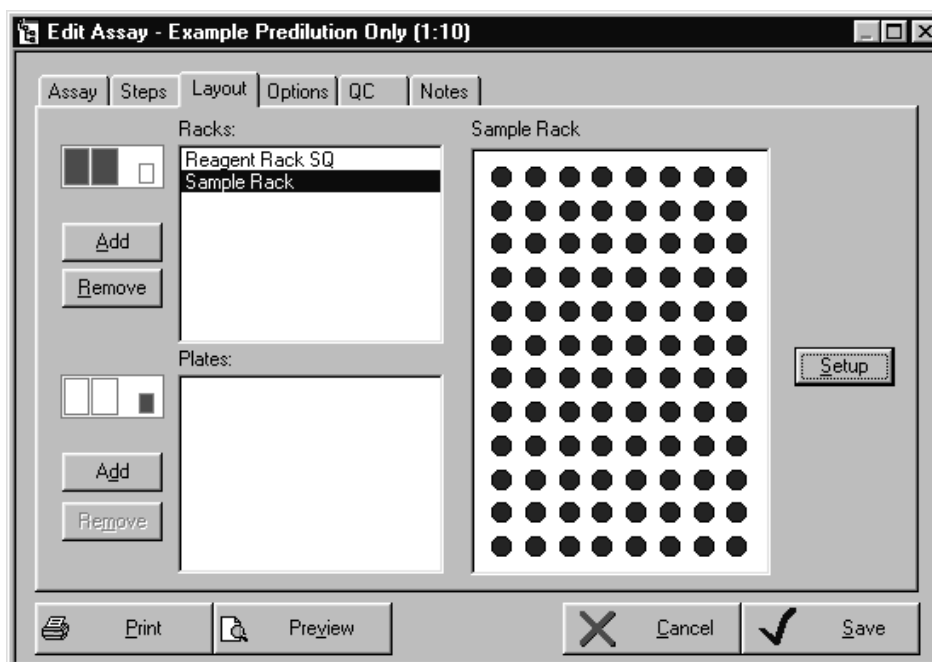 Edit Assay - Example Predilution Only (1:10)
Assay Steps Layout Options QC Notes
Racks:
Reagent Rack SQ
Sample Rack
Add
Remove
Plates:
Add
Remove
Sample Rack
Setup
Print Preview Cancel Save